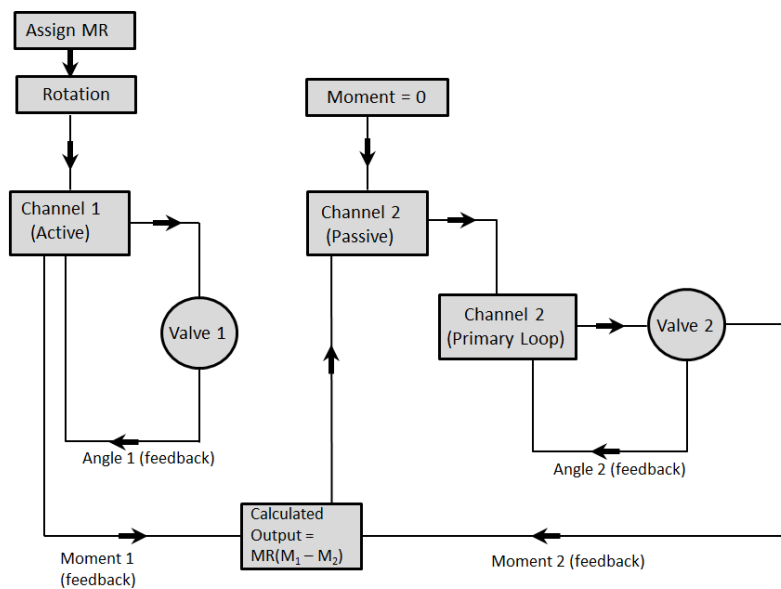 Assign MR
Rotation
Moment = 0
Channel 1
(Active)
Channel 2
(Passive)
Valve 1
Channel 2
(Primary Loop)
Valve 2
Angle 1 (feedback)
Angle 2 (feedback)
Calculated
Output =
MR(M₁ – M₂)
Moment 1
(feedback)
Moment 2 (feedback)